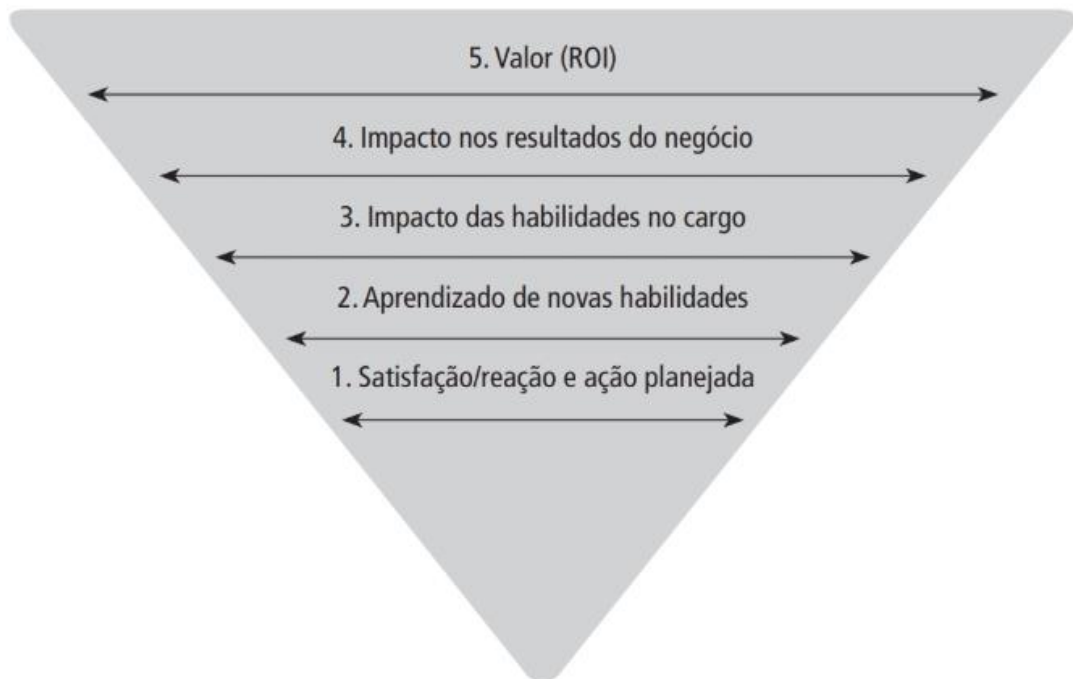 5. Valor (ROI)
4. Impacto nos resultados do negócio
3. Impacto das habilidades no cargo
2. Aprendizado de novas habilidades
1. Satisfação/reação e ação planejada